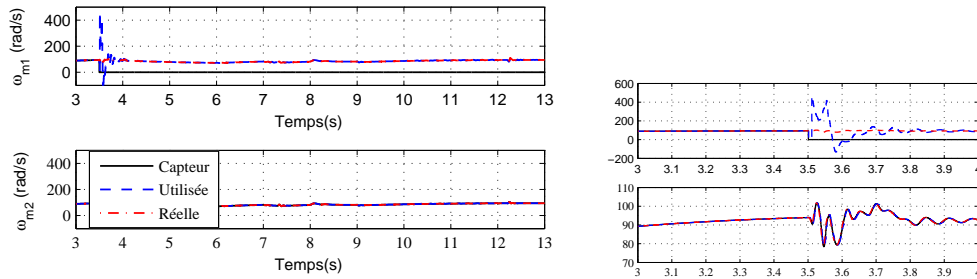 400
200
0
ωm1 (rad/s)
3 4 5 6 7 8 9 10 11 12 13
Temps(s)
400
200
0
ωm2 (rad/s)
Capteur
Utilisée
Réelle
3 4 5 6 7 8 9 10 11 12 13
Temps(s)
600
400
200
0
−200
3 3.1 3.2 3.3 3.4 3.5 3.6 3.7 3.8 3.9
110
100
90
80
70
3 3.1 3.2 3.3 3.4 3.5 3.6 3.7 3.8 3.9